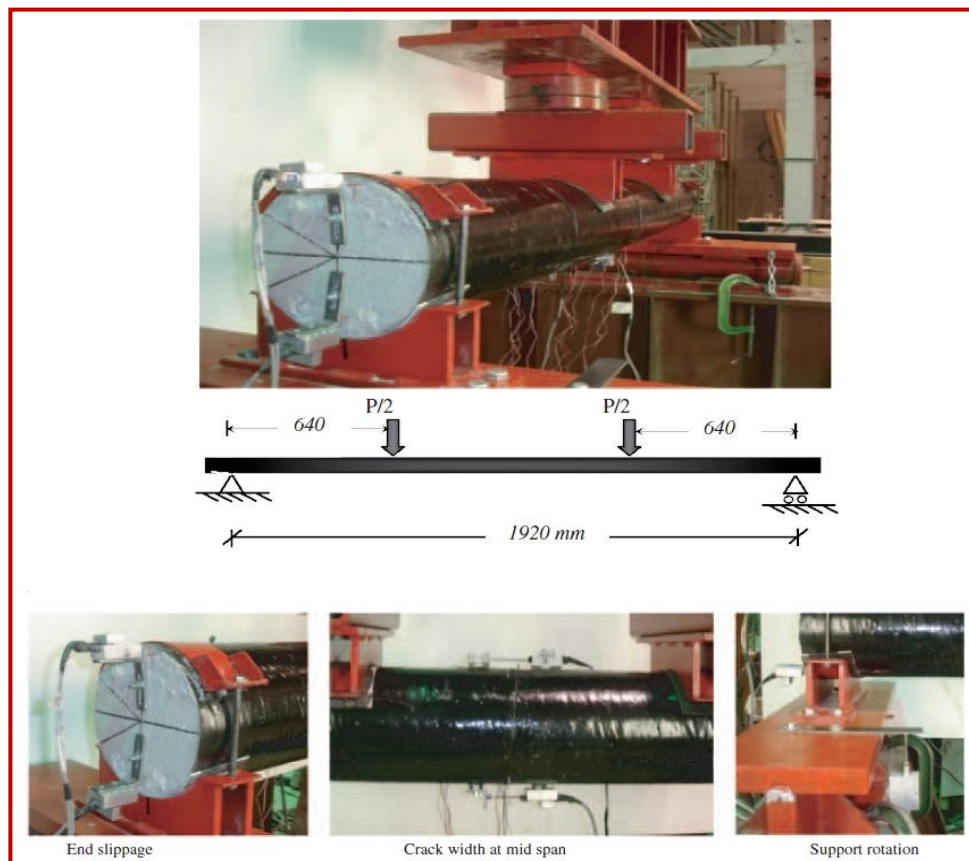 P/2 P/2
640 640
1920 mm
End slippage Crack width at mid span Support rotation